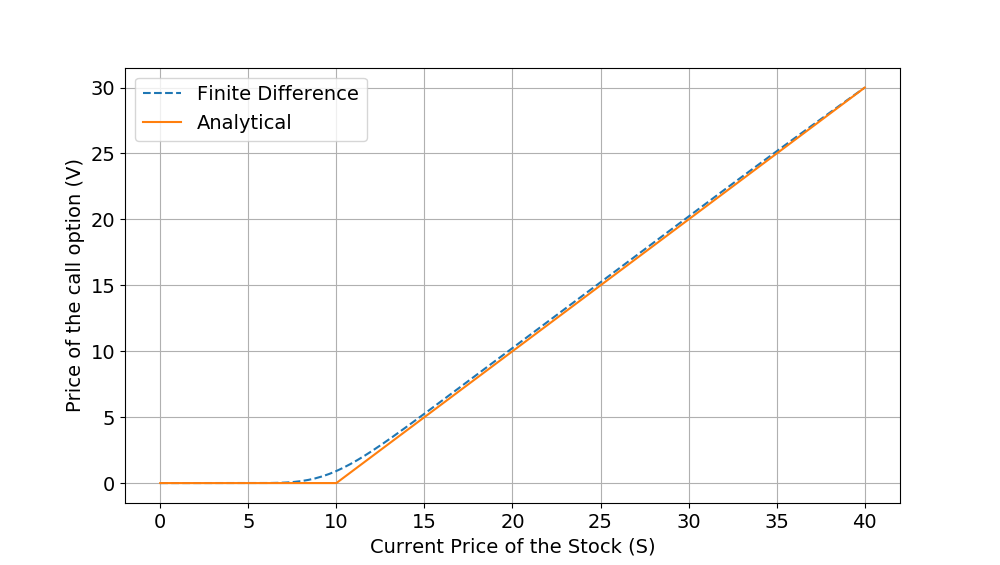 Finite Difference
Analytical
Price of the call option (V)
30
25
20
15
10
5
0
0 5 10 15 20 25 30 35 40
Current Price of the Stock (S)